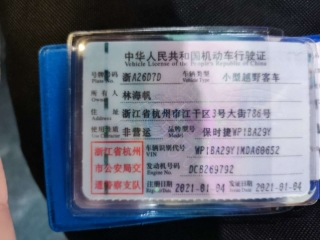 中华人民共和国机动车行驶证
Vehicle License of the People's Republic of China
号牌号码 浙A26D7D 车辆类型 小型越野客车
所有人 林海帆
住址 浙江省杭州市江干区3号大街786号
使用性质 非营运 品牌型号 保时捷WP1BA29Y
浙江省杭州市公安局交通警察支队
车辆识别代号 VIN WP1BA29Y1MDA08652
发动机号码 Engine No. DCB269792
注册日期 2021-01-04 发证日期 2021-01-04